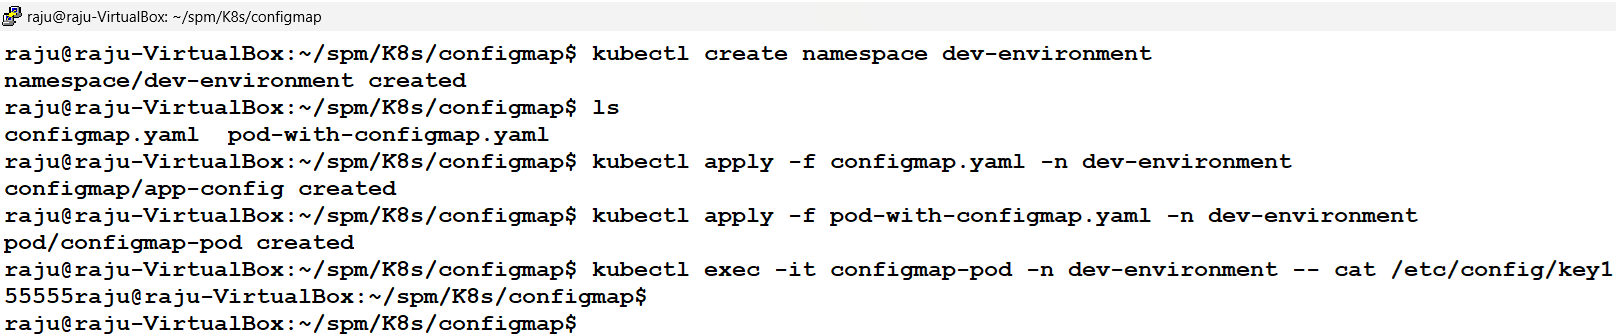 raju@raju-VirtualBox: ~/spm/K8s/configmap
raju@raju-VirtualBox:~/spm/K8s/configmap$ kubectl create namespace dev-environment
namespace/dev-environment created
raju@raju-VirtualBox:~/spm/K8s/configmap$ ls
configmap.yaml  pod-with-configmap.yaml
raju@raju-VirtualBox:~/spm/K8s/configmap$ kubectl apply -f configmap.yaml -n dev-environment
configmap/app-config created
raju@raju-VirtualBox:~/spm/K8s/configmap$ kubectl apply -f pod-with-configmap.yaml -n dev-environment
pod/configmap-pod created
raju@raju-VirtualBox:~/spm/K8s/configmap$ kubectl exec -it configmap-pod -n dev-environment -- cat /etc/config/key1
55555raju@raju-VirtualBox:~/spm/K8s/configmap$
raju@raju-VirtualBox:~/spm/K8s/configmap$